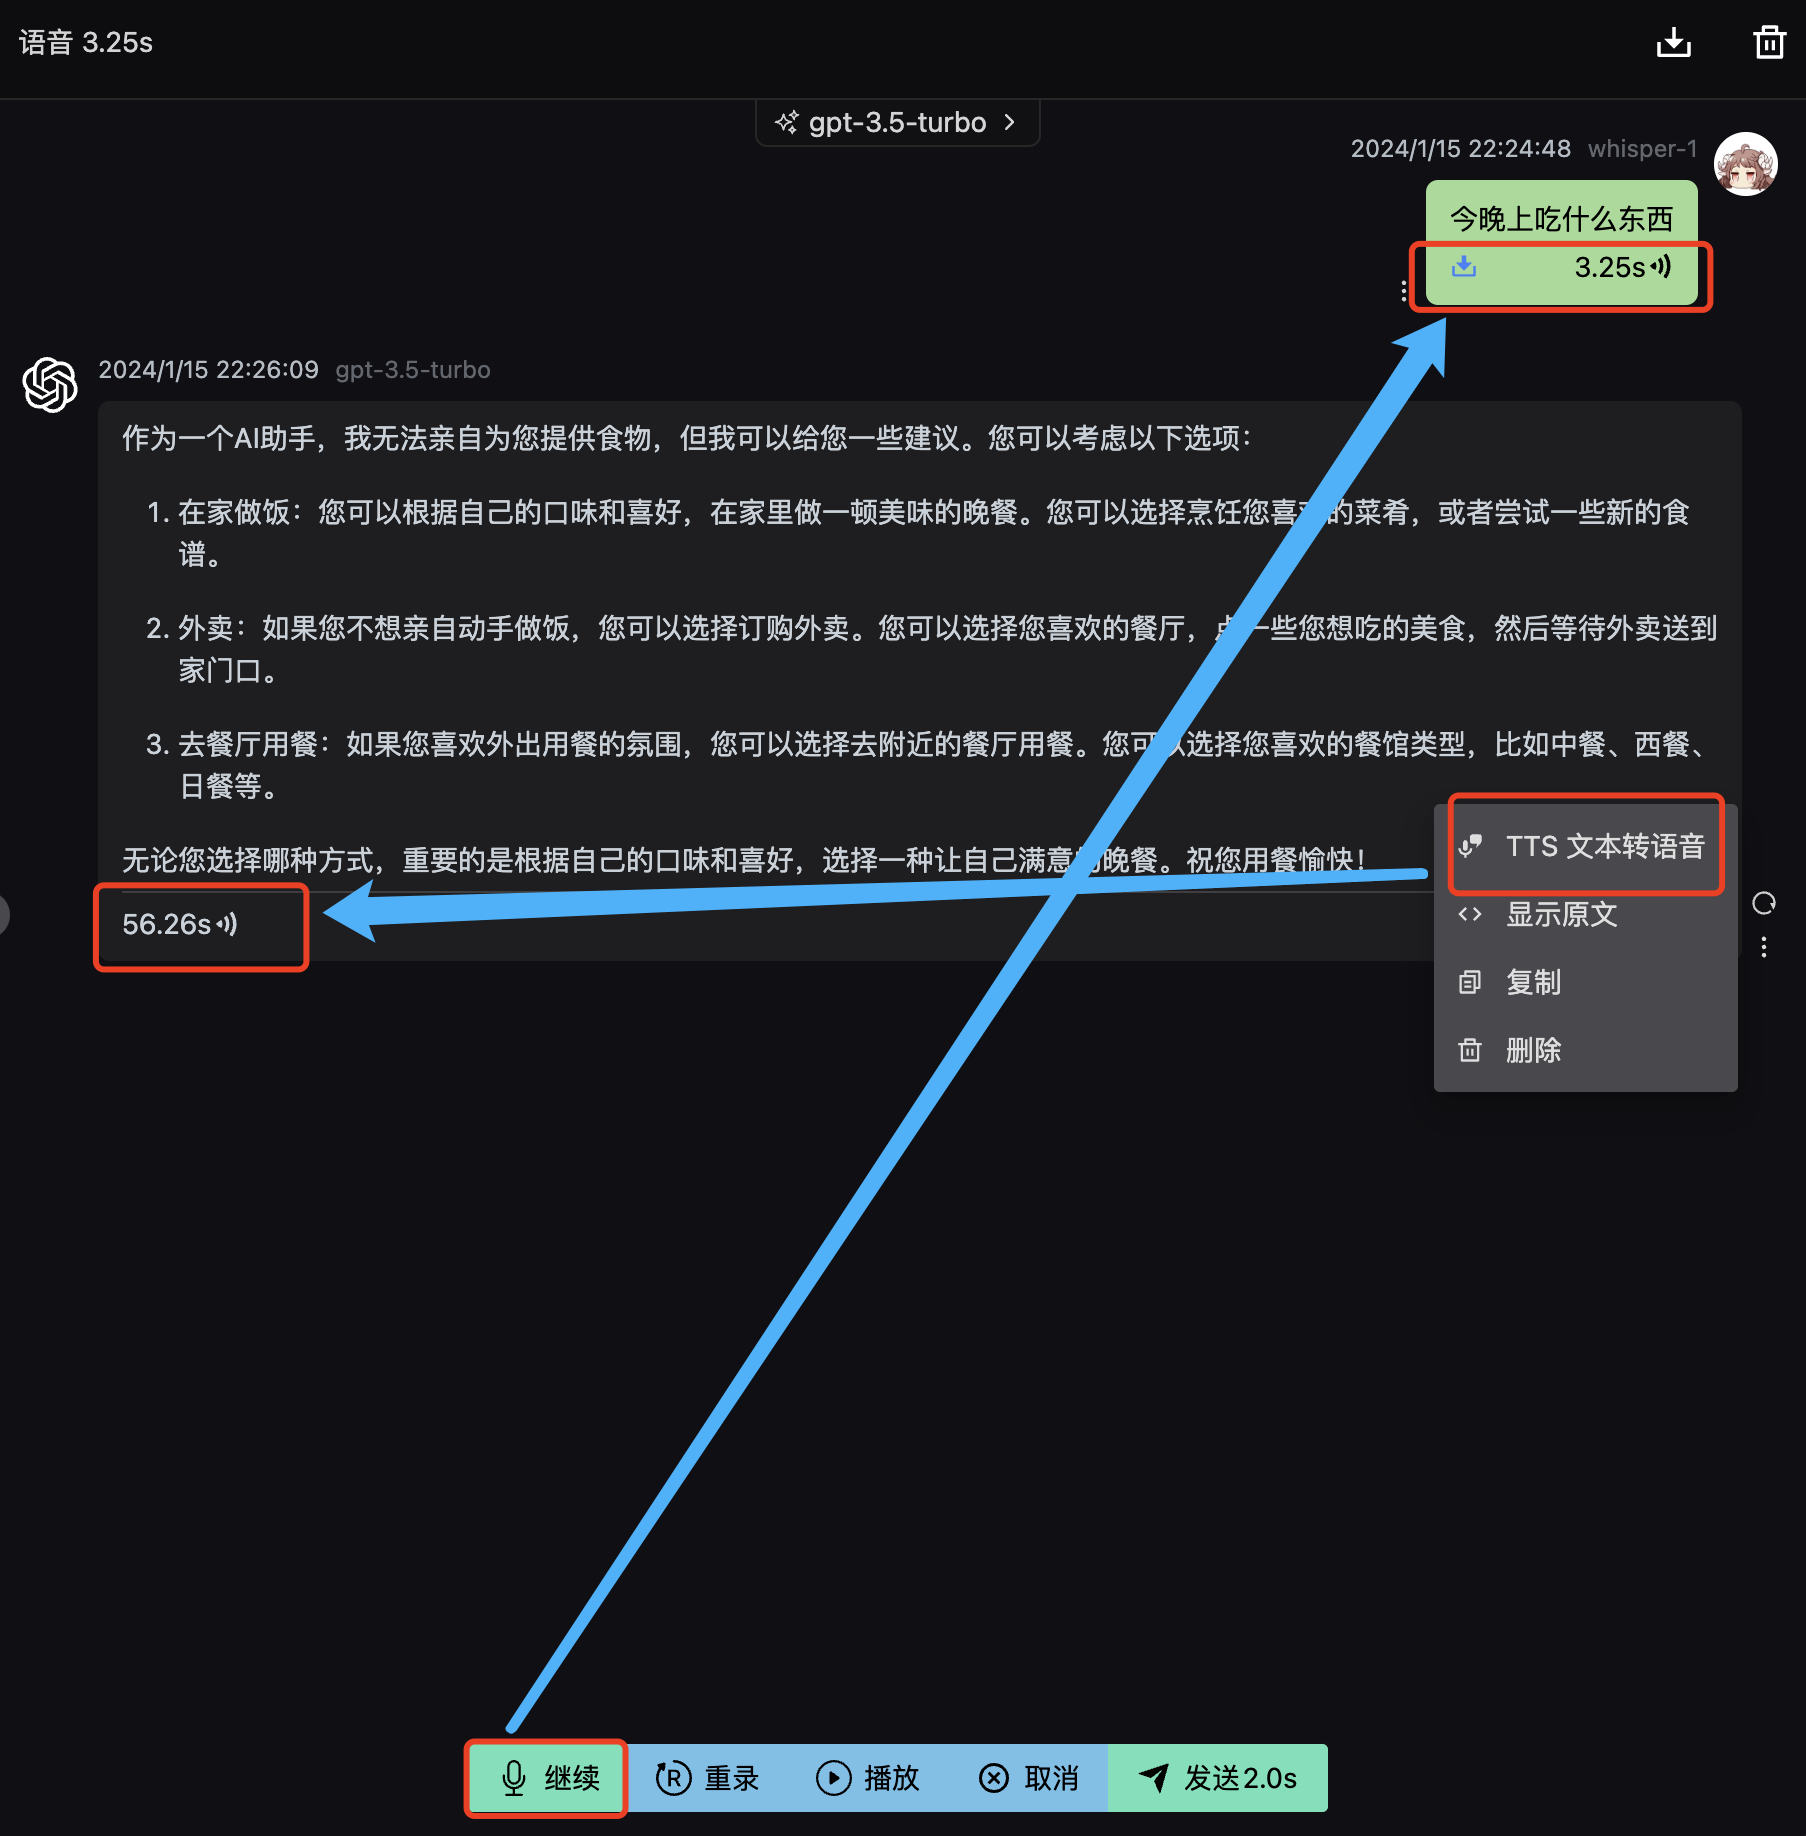 语音 3.25s
gpt-3.5-turbo
2024/1/15 22:24:48 whisper-1
今晚上吃什么东西
3.25s
2024/1/15 22:26:09 gpt-3.5-turbo
作为一个AI助手，我无法亲自为您提供食物，但我可以给您一些建议。您可以考虑以下选项：
1. 在家做饭：您可以根据自己的口味和喜好，在家里做一顿美味的晚餐。您可以选择烹饪您喜欢的菜肴，或者尝试一些新的食
谱。
2. 外卖：如果您不想亲自动手做饭，您可以选择订购外卖。您可以选择您喜欢的餐厅，点一些您想吃的美食，然后等待外卖送到
家门口。
3. 去餐厅用餐：如果您喜欢外出用餐的氛围，您可以选择去附近的餐厅用餐。您可以选择您喜欢的餐馆类型，比如中餐、西餐、
日餐等。
无论您选择哪种方式，重要的是根据自己的口味和喜好，选择一种让自己满意的晚餐。祝您用餐愉快！
56.26s
TTS 文本转语音
显示原文
复制
删除
继续 重录 播放 取消 发送2.0s